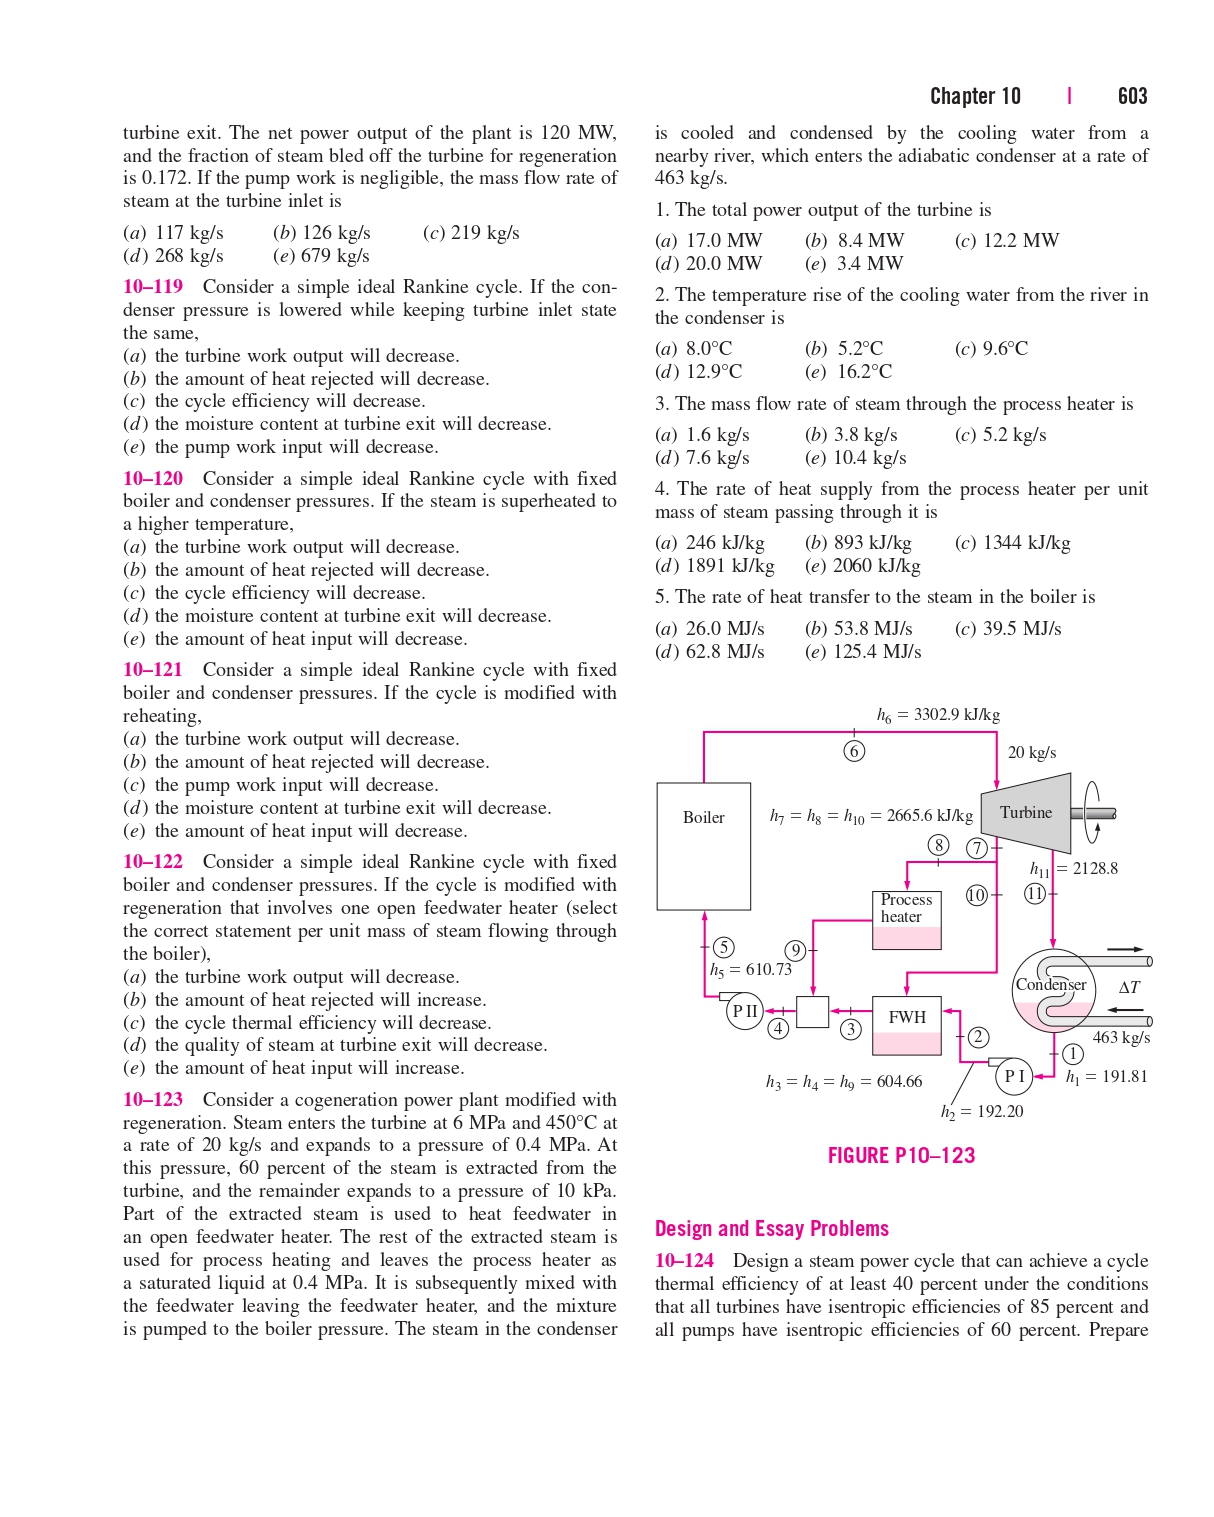 Chapter 10 | 603
turbine exit. The net power output of the plant is 120 MW,
and the fraction of steam bled off the turbine for regeneration
is 0.172. If the pump work is negligible, the mass flow rate of
steam at the turbine inlet is
(a) 117 kg/s (b) 126 kg/s (c) 219 kg/s
(d) 268 kg/s (e) 679 kg/s
10–119 Consider a simple ideal Rankine cycle. If the con-
denser pressure is lowered while keeping turbine inlet state
the same,
(a) the turbine work output will decrease.
(b) the amount of heat rejected will decrease.
(c) the cycle efficiency will decrease.
(d) the moisture content at turbine exit will decrease.
(e) the pump work input will decrease.
10–120 Consider a simple ideal Rankine cycle with fixed
boiler and condenser pressures. If the steam is superheated to
a higher temperature,
(a) the turbine work output will decrease.
(b) the amount of heat rejected will decrease.
(c) the cycle efficiency will decrease.
(d) the moisture content at turbine exit will decrease.
(e) the amount of heat input will decrease.
10–121 Consider a simple ideal Rankine cycle with fixed
boiler and condenser pressures. If the cycle is modified with
reheating,
(a) the turbine work output will decrease.
(b) the amount of heat rejected will decrease.
(c) the pump work input will decrease.
(d) the moisture content at turbine exit will decrease.
(e) the amount of heat input will decrease.
10–122 Consider a simple ideal Rankine cycle with fixed
boiler and condenser pressures. If the cycle is modified with
regeneration that involves one open feedwater heater (select
the correct statement per unit mass of steam flowing through
the boiler),
(a) the turbine work output will decrease.
(b) the amount of heat rejected will increase.
(c) the cycle thermal efficiency will decrease.
(d) the quality of steam at turbine exit will decrease.
(e) the amount of heat input will increase.
10–123 Consider a cogeneration power plant modified with
regeneration. Steam enters the turbine at 6 MPa and 450°C at
a rate of 20 kg/s and expands to a pressure of 0.4 MPa. At
this pressure, 60 percent of the steam is extracted from the
turbine, and the remainder expands to a pressure of 10 kPa.
Part of the extracted steam is used to heat feedwater in
an open feedwater heater. The rest of the extracted steam is
used for process heating and leaves the process heater as
a saturated liquid at 0.4 MPa. It is subsequently mixed with
the feedwater leaving the feedwater heater, and the mixture
is pumped to the boiler pressure. The steam in the condenser
is cooled and condensed by the cooling water from a
nearby river, which enters the adiabatic condenser at a rate of
463 kg/s.
1. The total power output of the turbine is
(a) 17.0 MW (b) 8.4 MW (c) 12.2 MW
(d) 20.0 MW (e) 3.4 MW
2. The temperature rise of the cooling water from the river in
the condenser is
(a) 8.0°C (b) 5.2°C (c) 9.6°C
(d) 12.9°C (e) 16.2°C
3. The mass flow rate of steam through the process heater is
(a) 1.6 kg/s (b) 3.8 kg/s (c) 5.2 kg/s
(d) 7.6 kg/s (e) 10.4 kg/s
4. The rate of heat supply from the process heater per unit
mass of steam passing through it is
(a) 246 kJ/kg (b) 893 kJ/kg (c) 1344 kJ/kg
(d) 1891 kJ/kg (e) 2060 kJ/kg
5. The rate of heat transfer to the steam in the boiler is
(a) 26.0 MJ/s (b) 53.8 MJ/s (c) 39.5 MJ/s
(d) 62.8 MJ/s (e) 125.4 MJ/s
h6 = 3302.9 kJ/kg
6
20 kg/s
Boiler
h7 = h8 = h10 = 2665.6 kJ/kg
Turbine
8
7
h11 = 2128.8
Process
heater
10
11
5
9
h5 = 610.73
Condenser
ΔT
P II
FWH
4
3
2
463 kg/s
1
P I
h3 = h4 = h9 = 604.66
h1 = 191.81
h2 = 192.20
FIGURE P10–123
Design and Essay Problems
10–124 Design a steam power cycle that can achieve a cycle
thermal efficiency of at least 40 percent under the conditions
that all turbines have isentropic efficiencies of 85 percent and
all pumps have isentropic efficiencies of 60 percent. Prepare